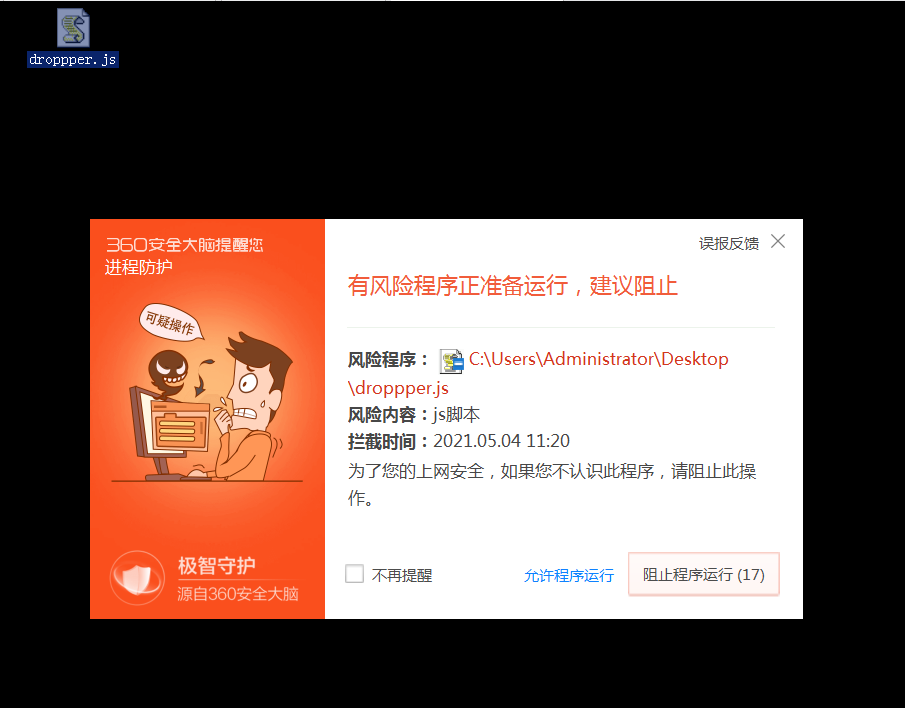 droppper.js
360安全大脑提醒您
进程防护
误报反馈
可疑操作
有风险程序正准备运行，建议阻止
风险程序： C:\Users\Administrator\Desktop
\droppper.js
风险内容：js脚本
拦截时间：2021.05.04 11:20
为了您的上网安全，如果您不认识此程序，请阻止此操
作。
极智守护
源自360安全大脑
不再提醒 允许程序运行 阻止程序运行 (17)